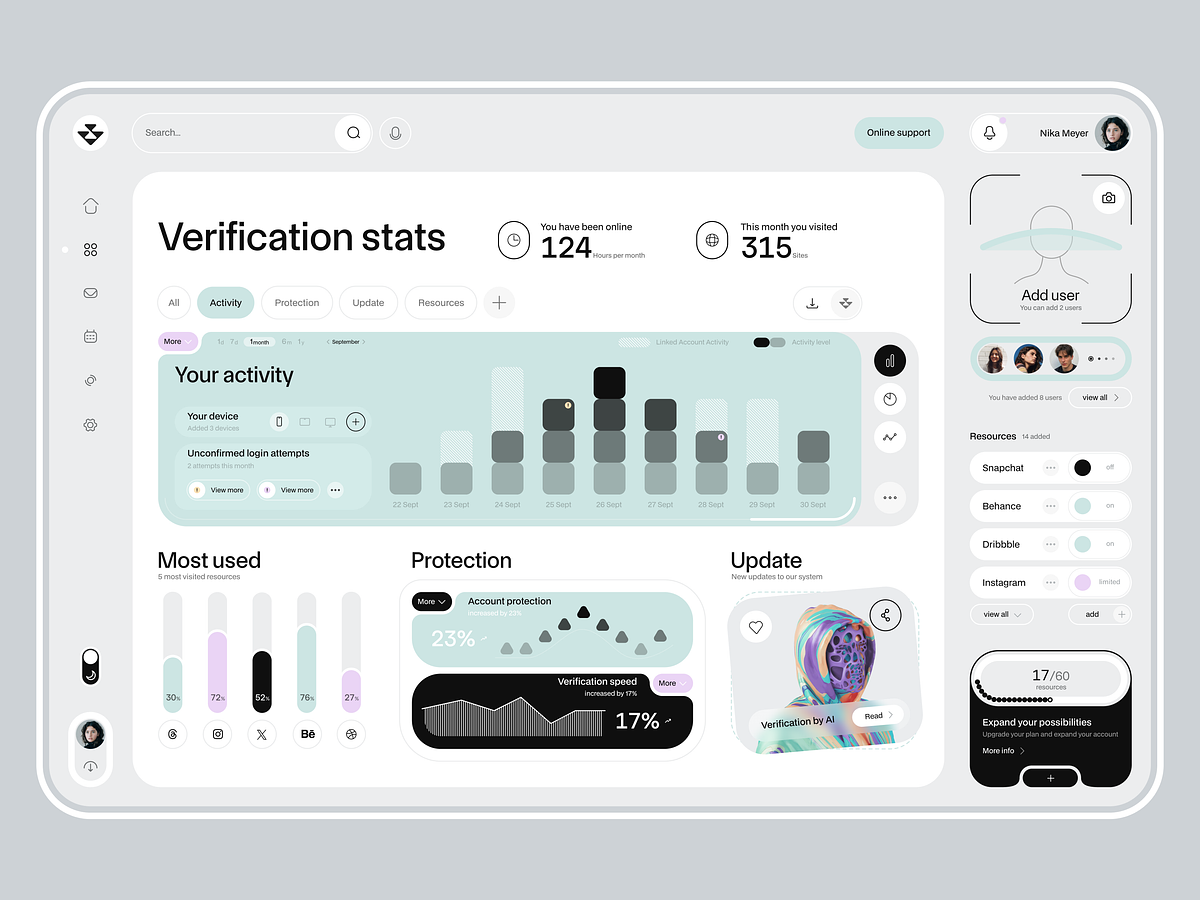 Search...
Online support
Nika Meyer
Verification stats
You have been online
124 Hours per month
This month you visited
315 Sites
All
Activity
Protection
Update
Resources
More
1d 7d 1month 6m 1y
September
Linked Account Activity
Activity level
Your activity
Your device
Added 3 devices
Unconfirmed login attempts
2 attempts this month
View more
View more
22 Sept
23 Sept
24 Sept
25 Sept
26 Sept
27 Sept
28 Sept
29 Sept
30 Sept
Most used
5 most visited resources
30%
72%
52%
76%
27%
Bē
Protection
More
Account protection
Increased by 23%
23%
Verification speed
increased by 17%
More
17%
Update
New updates to our system
Verification by AI
Read
Add user
You can add 2 users
You have added 8 users
view all
Resources 14 added
Snapchat
off
Behance
on
Dribbble
on
Instagram
limited
view all
add
17/60
resources
Expand your possibilities
Upgrade your plan and expand your account
More info